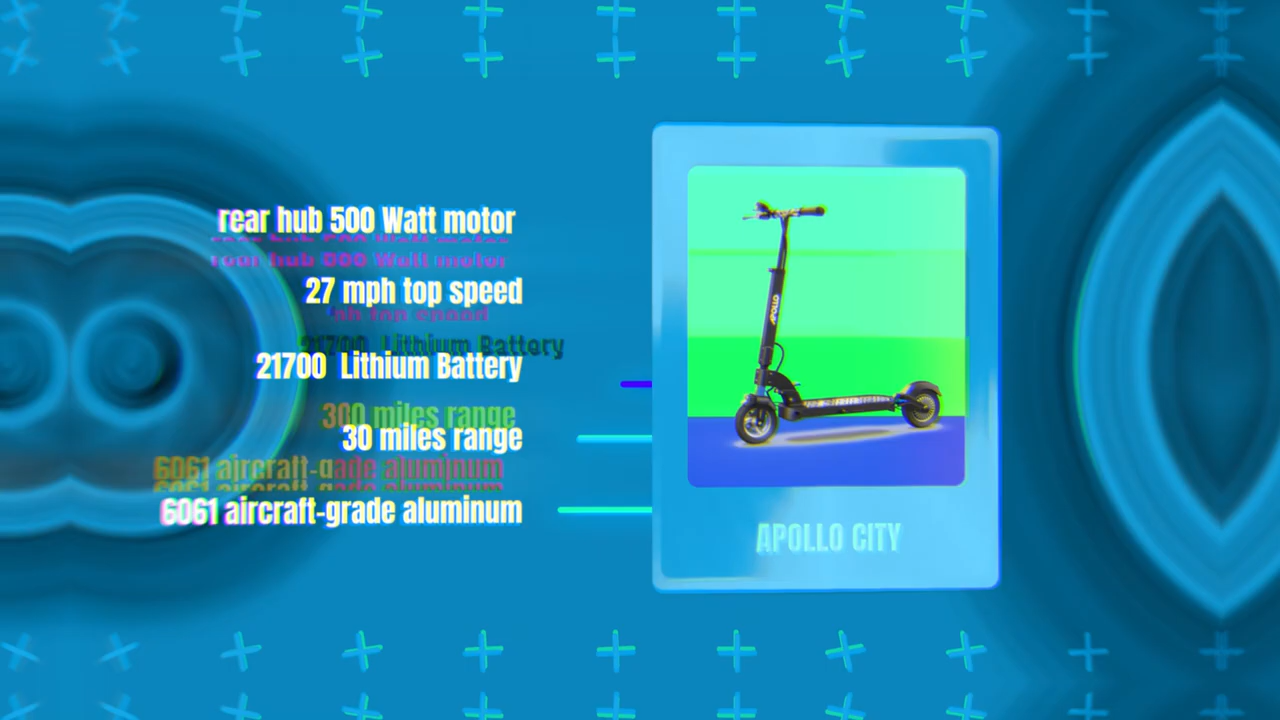 rear hub 500 Watt motor
27 mph top speed
21700 Lithium Battery
30 miles range
6061 aircraft-grade aluminum
APOLLO
APOLLO CITY